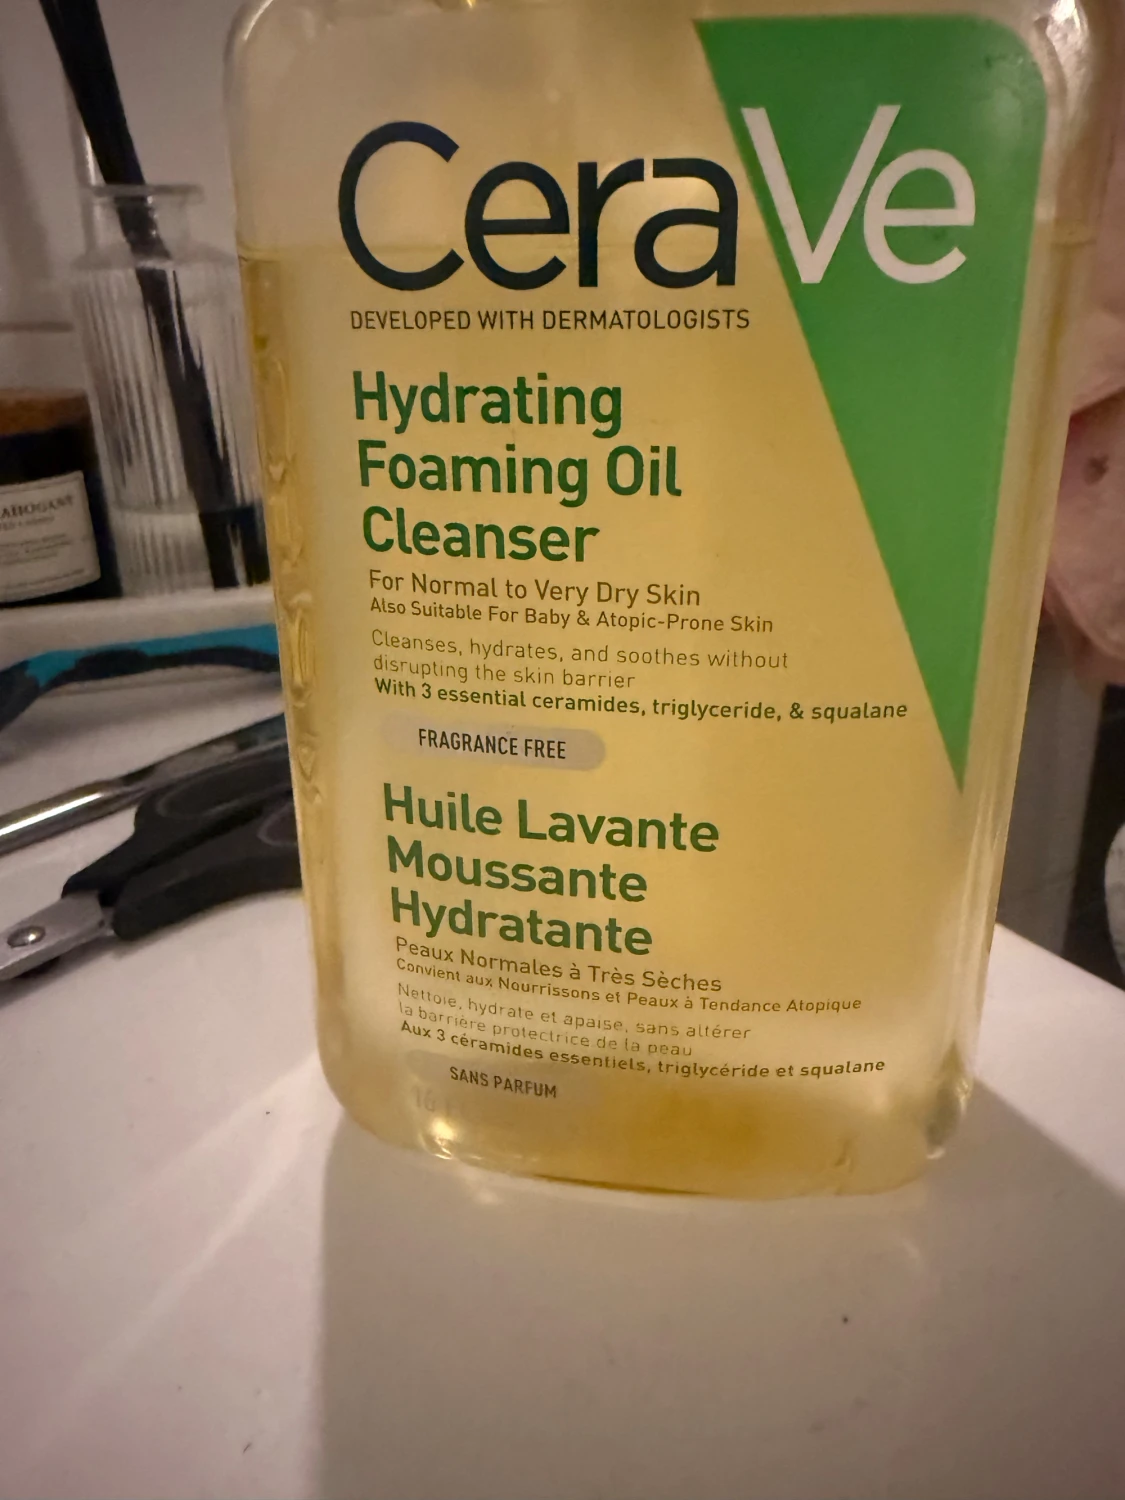 CeraVe
DEVELOPED WITH DERMATOLOGISTS
Hydrating
Foaming Oil
Cleanser
For Normal to Very Dry Skin
Also Suitable For Baby & Atopic-Prone Skin
Cleanses, hydrates, and soothes without
disrupting the skin barrier
With 3 essential ceramides, triglyceride, & squalane
FRAGRANCE FREE
Huile Lavante
Moussante
Hydratante
Peaux Normales à Très Sèches
Convient aux Nourrissons et Peaux à Tendance Atopique
Nettoie, hydrate et apaise, sans altérer
la barrière protectrice de la peau
Aux 3 céramides essentiels, triglycéride et squalane
SANS PARFUM